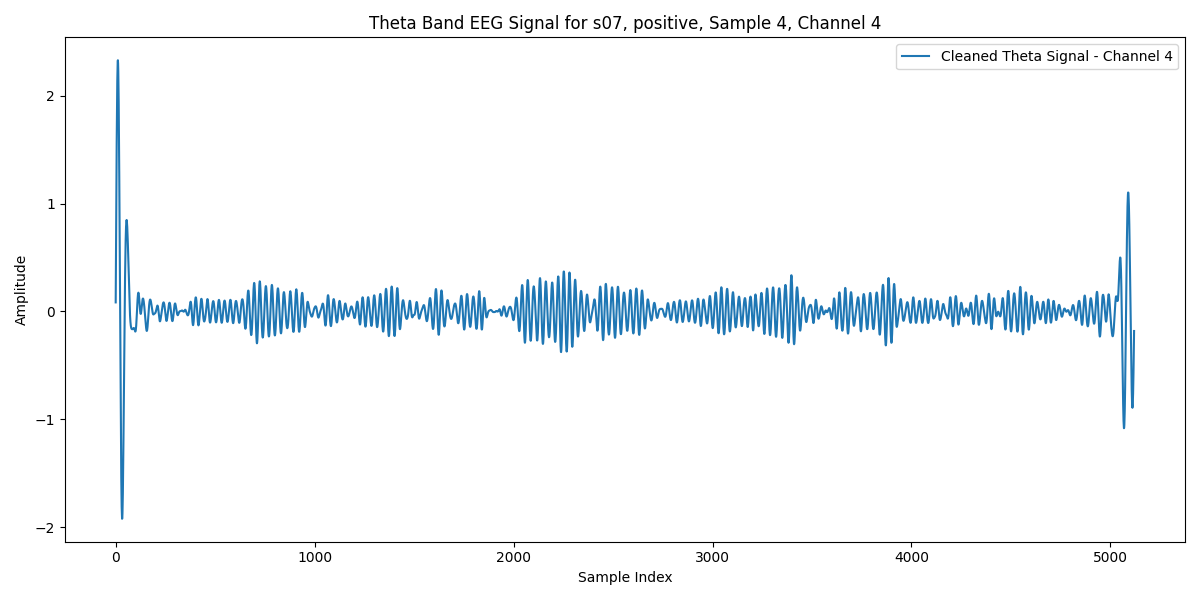 Theta Band EEG Signal for s07, positive, Sample 4, Channel 4
Cleaned Theta Signal - Channel 4
Amplitude
2
1
0
−1
−2
0 1000 2000 3000 4000 5000
Sample Index